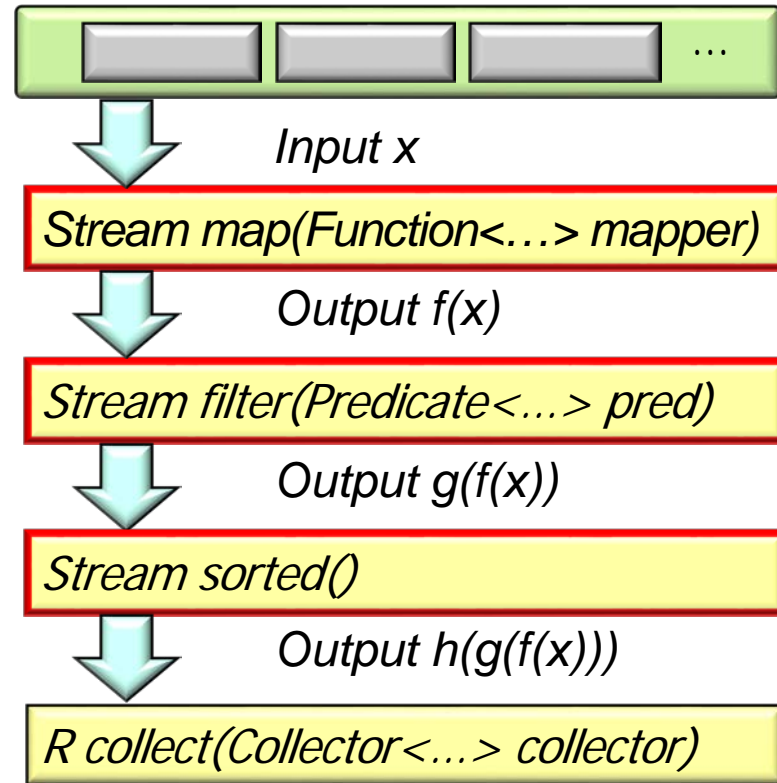 …
Input x
Stream map(Function<…> mapper)
Output f(x)
Stream filter(Predicate<…> pred)
Output g(f(x))
Stream sorted()
Output h(g(f(x)))
R collect(Collector<…> collector)